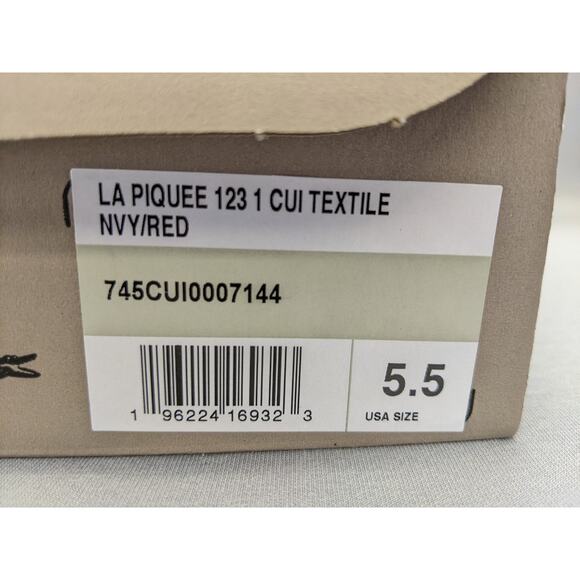 LA PIQUEE 123 1 CUI TEXTILE
NVY/RED
745CUI0007144
1 96224 16932 3
5.5
USA SIZE